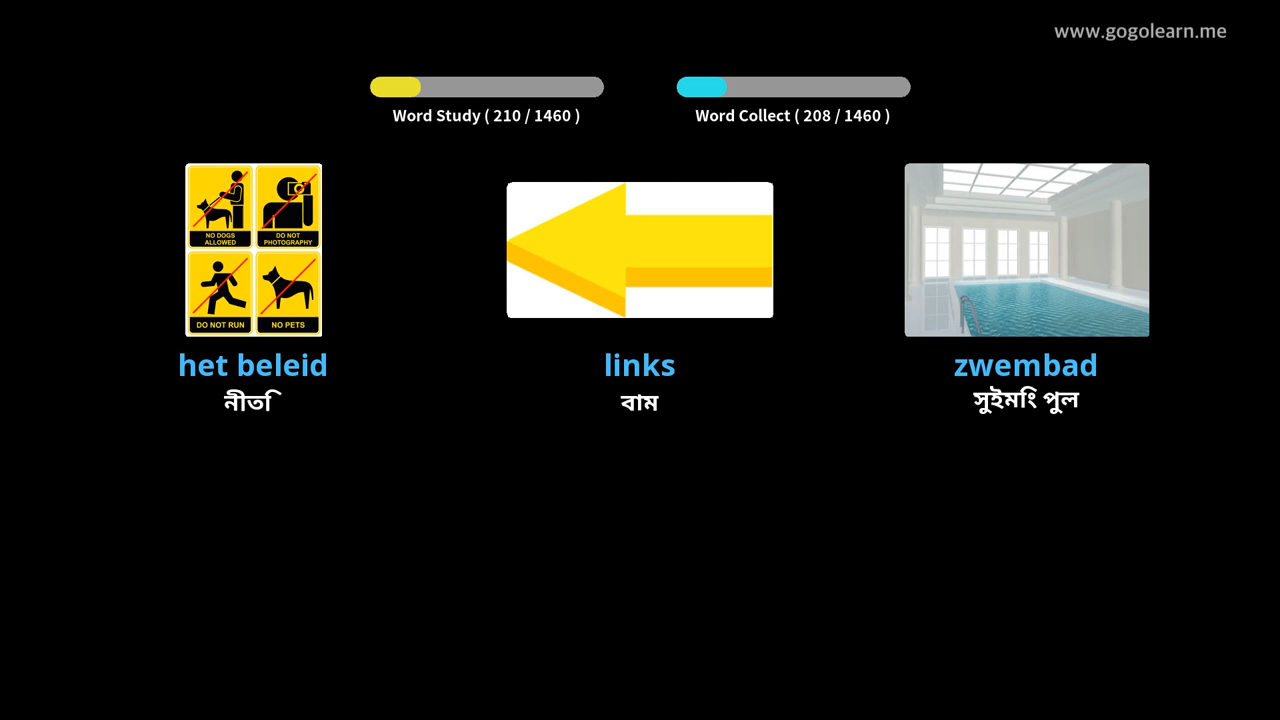 www.gogolearn.me
Word Study ( 210 / 1460 )
Word Collect ( 208 / 1460 )
NO DOGS
ALLOWED
DO NOT
PHOTOGRAPHY
DO NOT RUN
NO PETS
het beleid
links
zwembad
নীতি
বাম
সুইমিং পুল